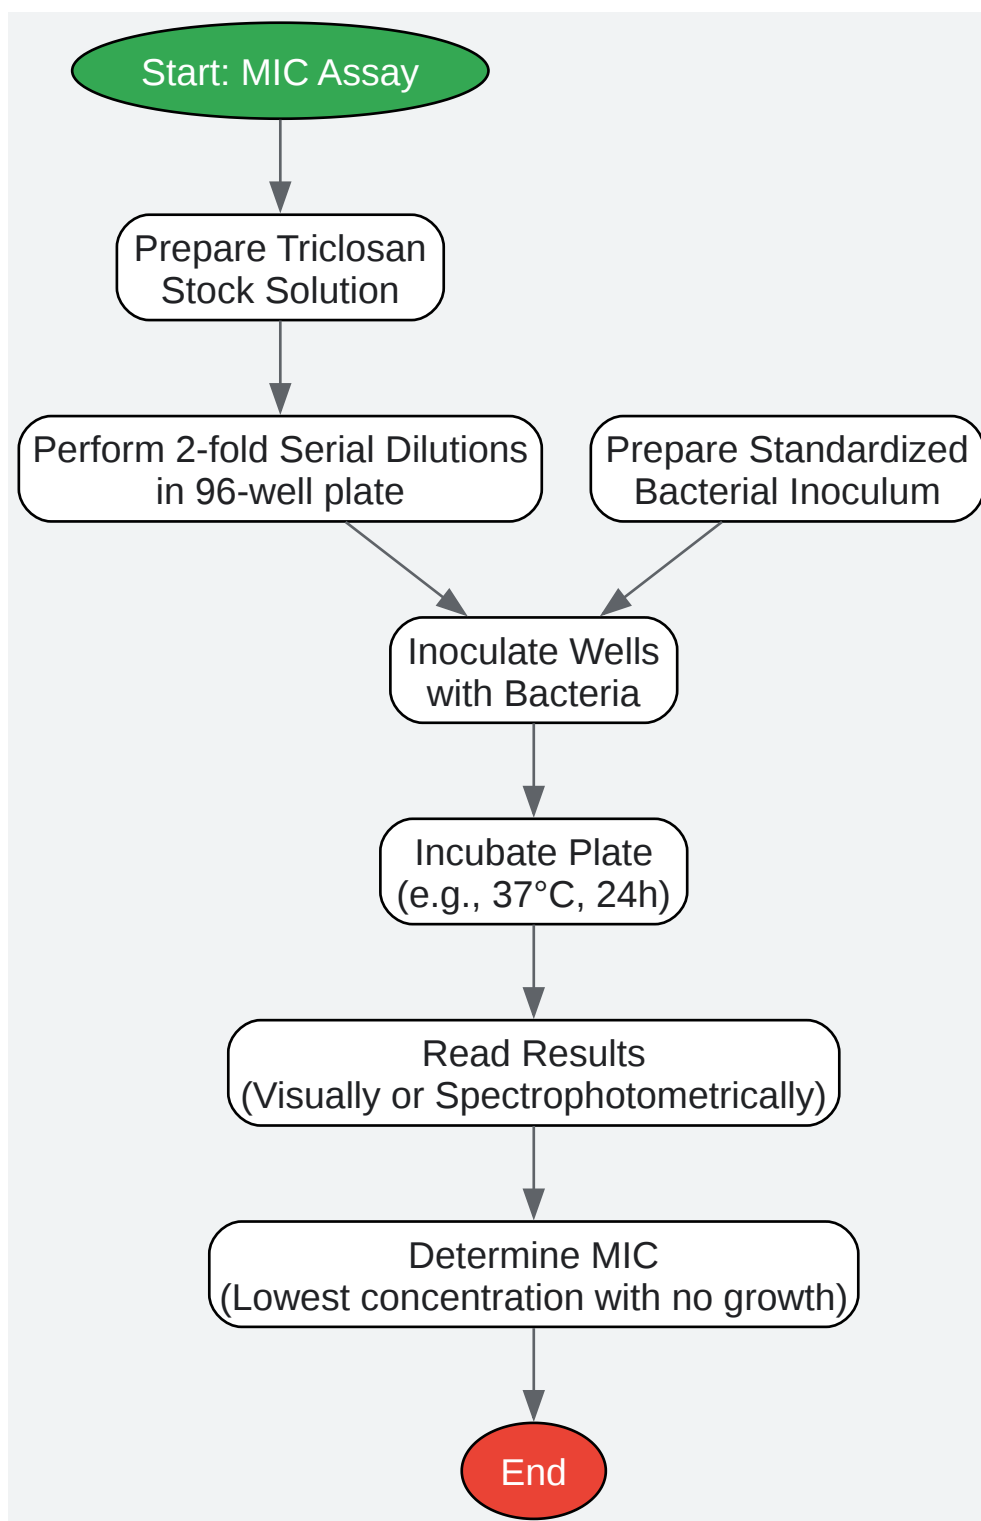 Start: MIC Assay
Prepare Triclosan
Stock Solution
Perform 2-fold Serial Dilutions
in 96-well plate
Prepare Standardized
Bacterial Inoculum
Inoculate Wells
with Bacteria
Incubate Plate
(e.g., 37°C, 24h)
Read Results
(Visually or Spectrophotometrically)
Determine MIC
(Lowest concentration with no growth)
End